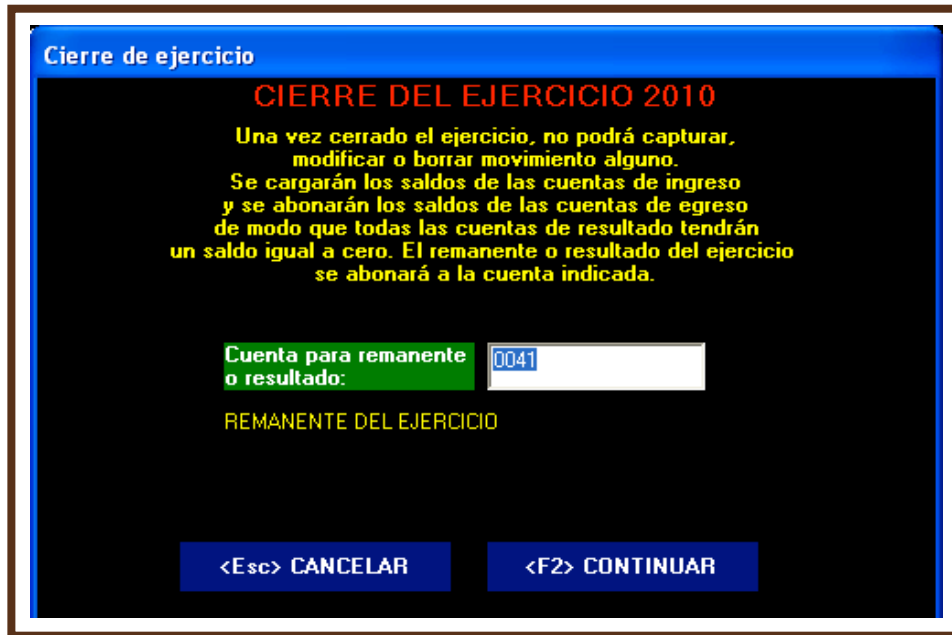 Cierre de ejercicio
CIERRE DEL EJERCICIO 2010
Una vez cerrado el ejercicio, no podrá capturar,
modificar o borrar movimiento alguno.
Se cargarán los saldos de las cuentas de ingreso
y se abonarán los saldos de las cuentas de egreso
de modo que todas las cuentas de resultado tendrán
un saldo igual a cero. El remanente o resultado del ejercicio
se abonará a la cuenta indicada.
Cuenta para remanente
o resultado:
0041
REMANENTE DEL EJERCICIO
<Esc> CANCELAR
<F2> CONTINUAR